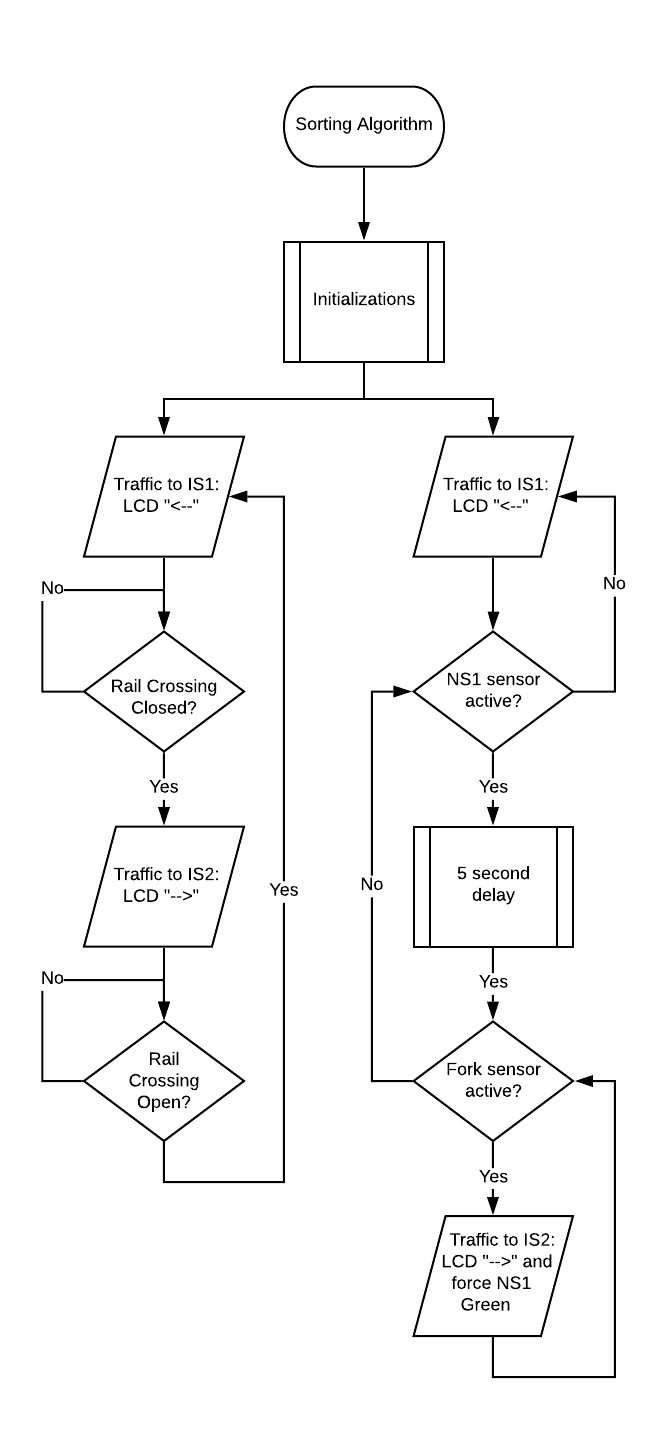 Sorting Algorithm
Initializations
Traffic to IS1:
LCD "<--"
No
Rail Crossing
Closed?
Yes
Traffic to IS2:
LCD "-->"
Yes
No
Rail
Crossing
Open?
Traffic to IS1:
LCD "<--"
No
NS1 sensor
active?
Yes
5 second
delay
No
Yes
Fork sensor
active?
Yes
Traffic to IS2:
LCD "-->" and
force NS1
Green